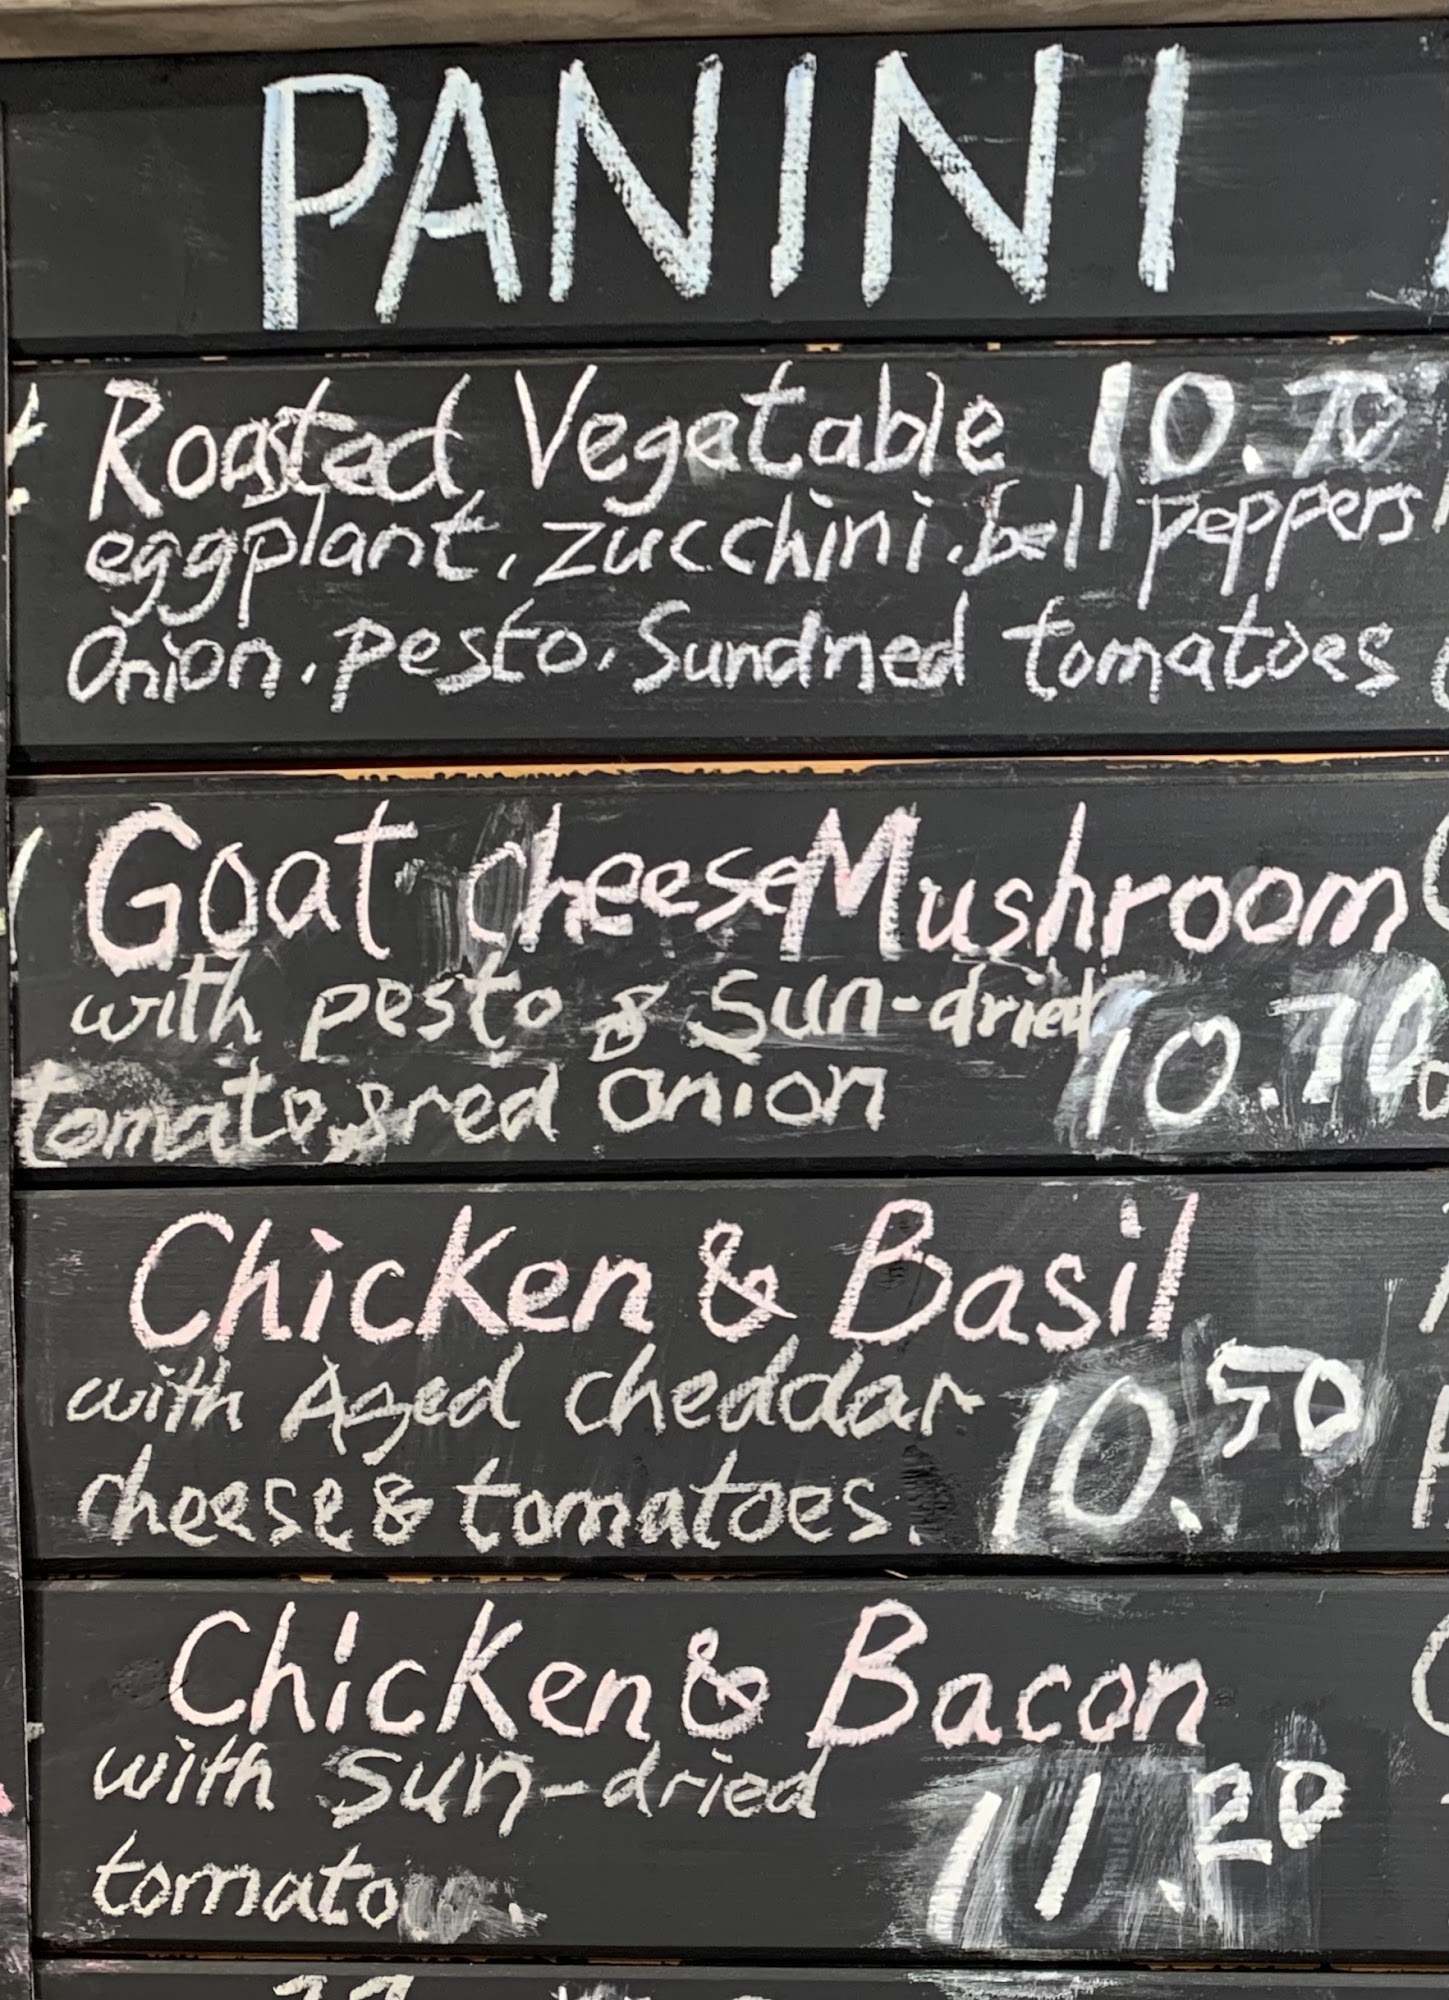 PANINI
Roasted Vegetable 10.70
eggplant, zucchini, bell peppers
Onion, pesto, Sundried tomatoes
Goat cheese Mushroom
with pesto & Sun-dried 10.70
tomato, & red onion
Chicken & Basil
with Aged cheddar 10.50
cheese & tomatoes.
Chicken & Bacon
with sun-dried 11.20
tomato